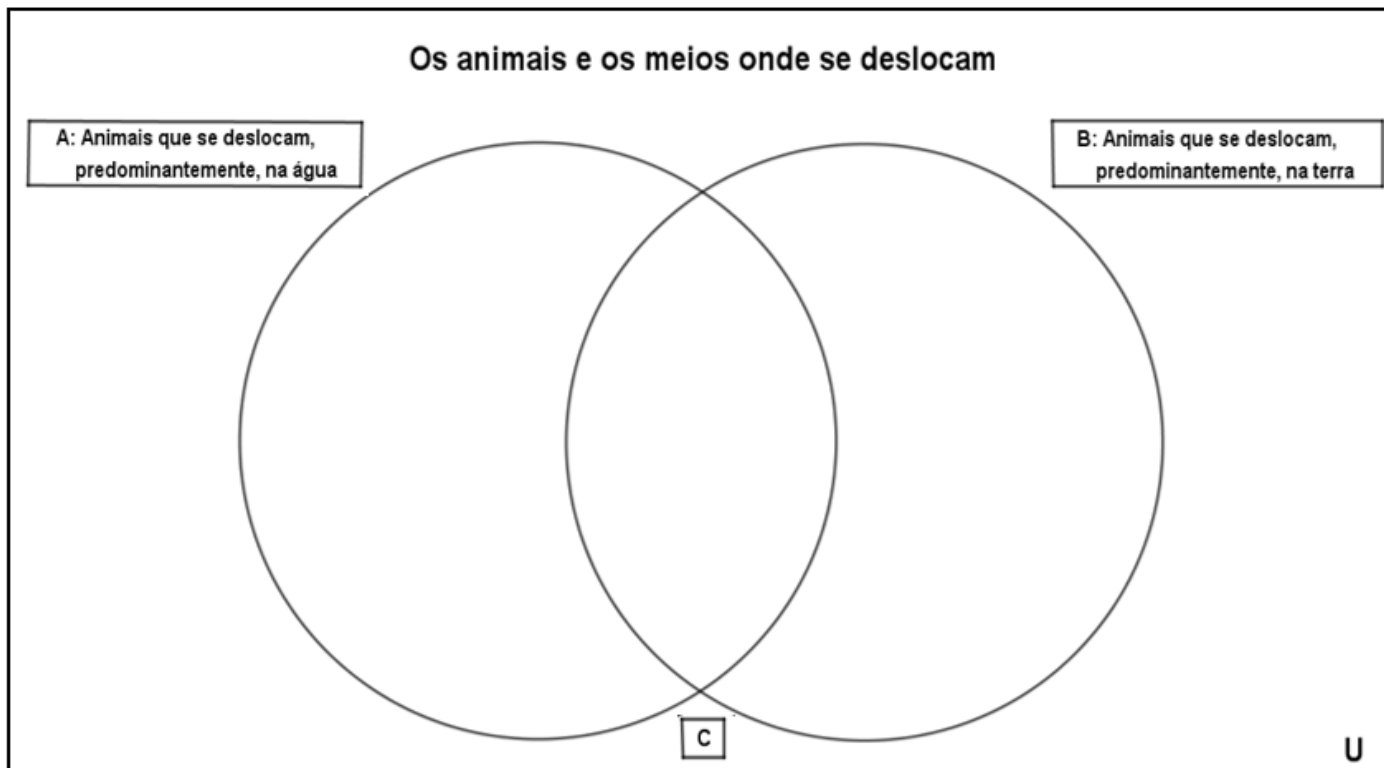 Os animais e os meios onde se deslocam
A: Animais que se deslocam,
predominantemente, na água
B: Animais que se deslocam,
predominantemente, na terra
C
U